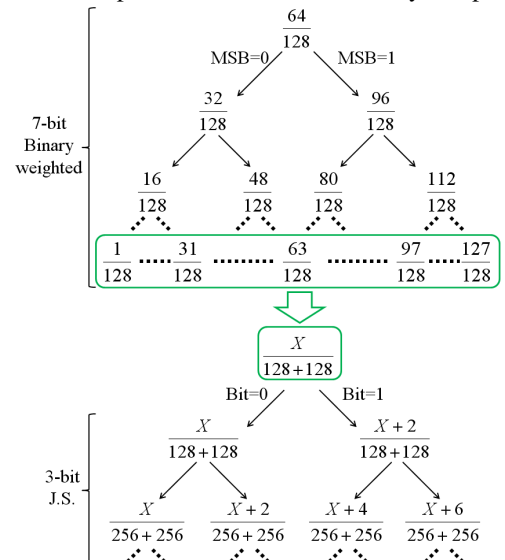 64
128
MSB=0 MSB=1
32 96
128 128
7-bit
Binary
weighted
16 48 80 112
128 128 128 128
1 31 63 97 127
128 128 128 128 128
X
128+128
Bit=0 Bit=1
X X+2
128+128 128+128
3-bit
J.S.
X X+2 X+4 X+6
256+256 256+256 256+256 256+256